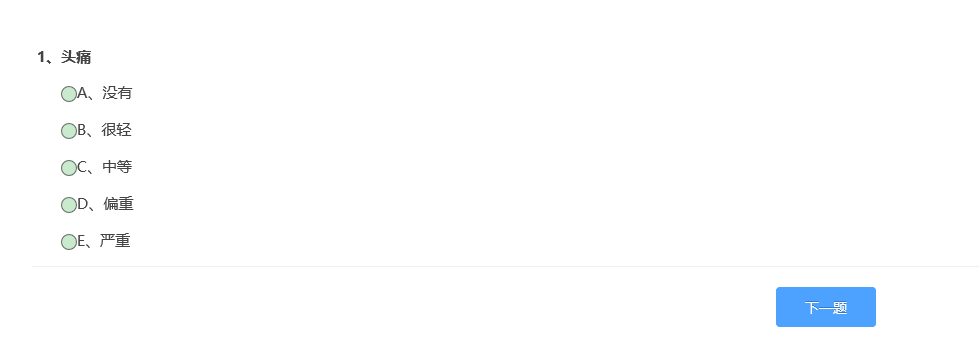 1、头痛
A、没有
B、很轻
C、中等
D、偏重
E、严重
下一题